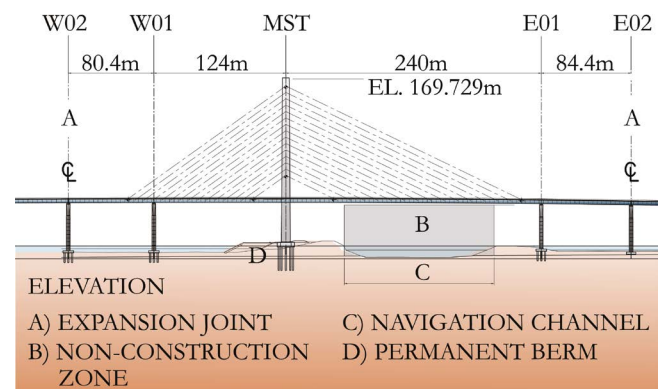 W02 W01 MST E01 E02
80.4m 124m 240m 84.4m
EL. 169.729m
A A
℄ ℄
B
D
C
ELEVATION
A) EXPANSION JOINT C) NAVIGATION CHANNEL
B) NON-CONSTRUCTION D) PERMANENT BERM
ZONE